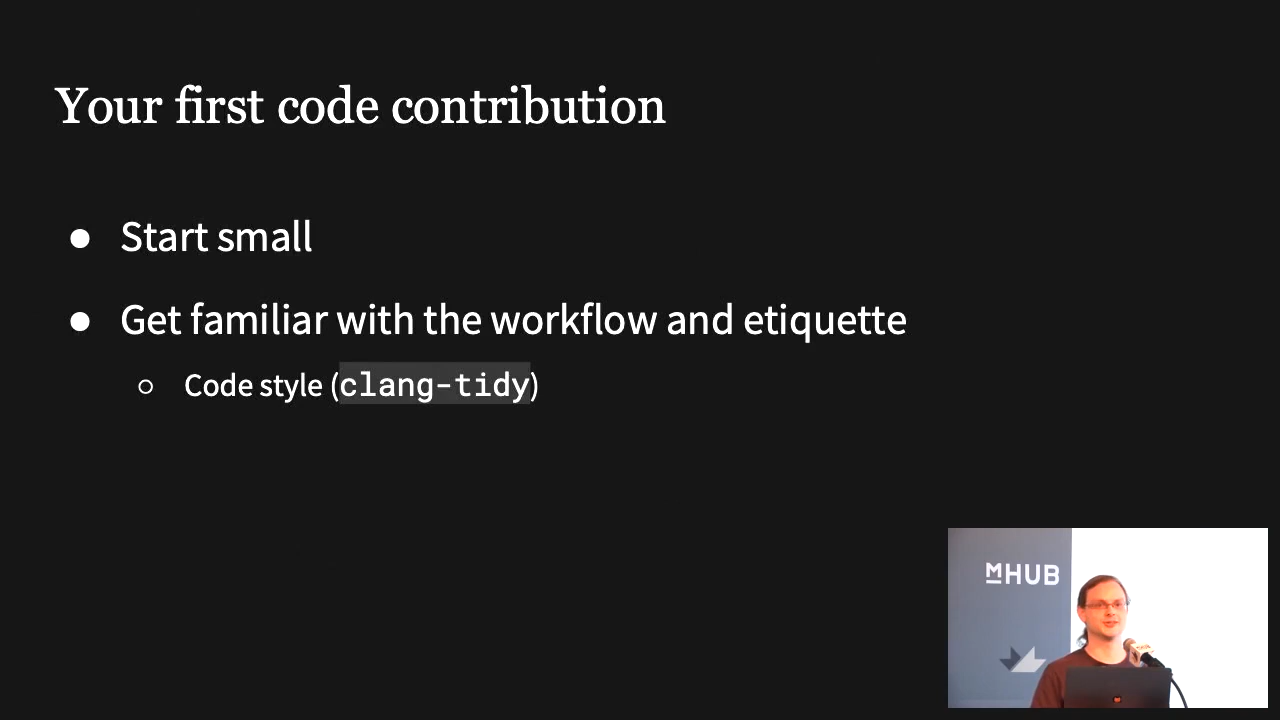 Your first code contribution
● Start small
● Get familiar with the workflow and etiquette
○ Code style (clang-tidy)
MHUB